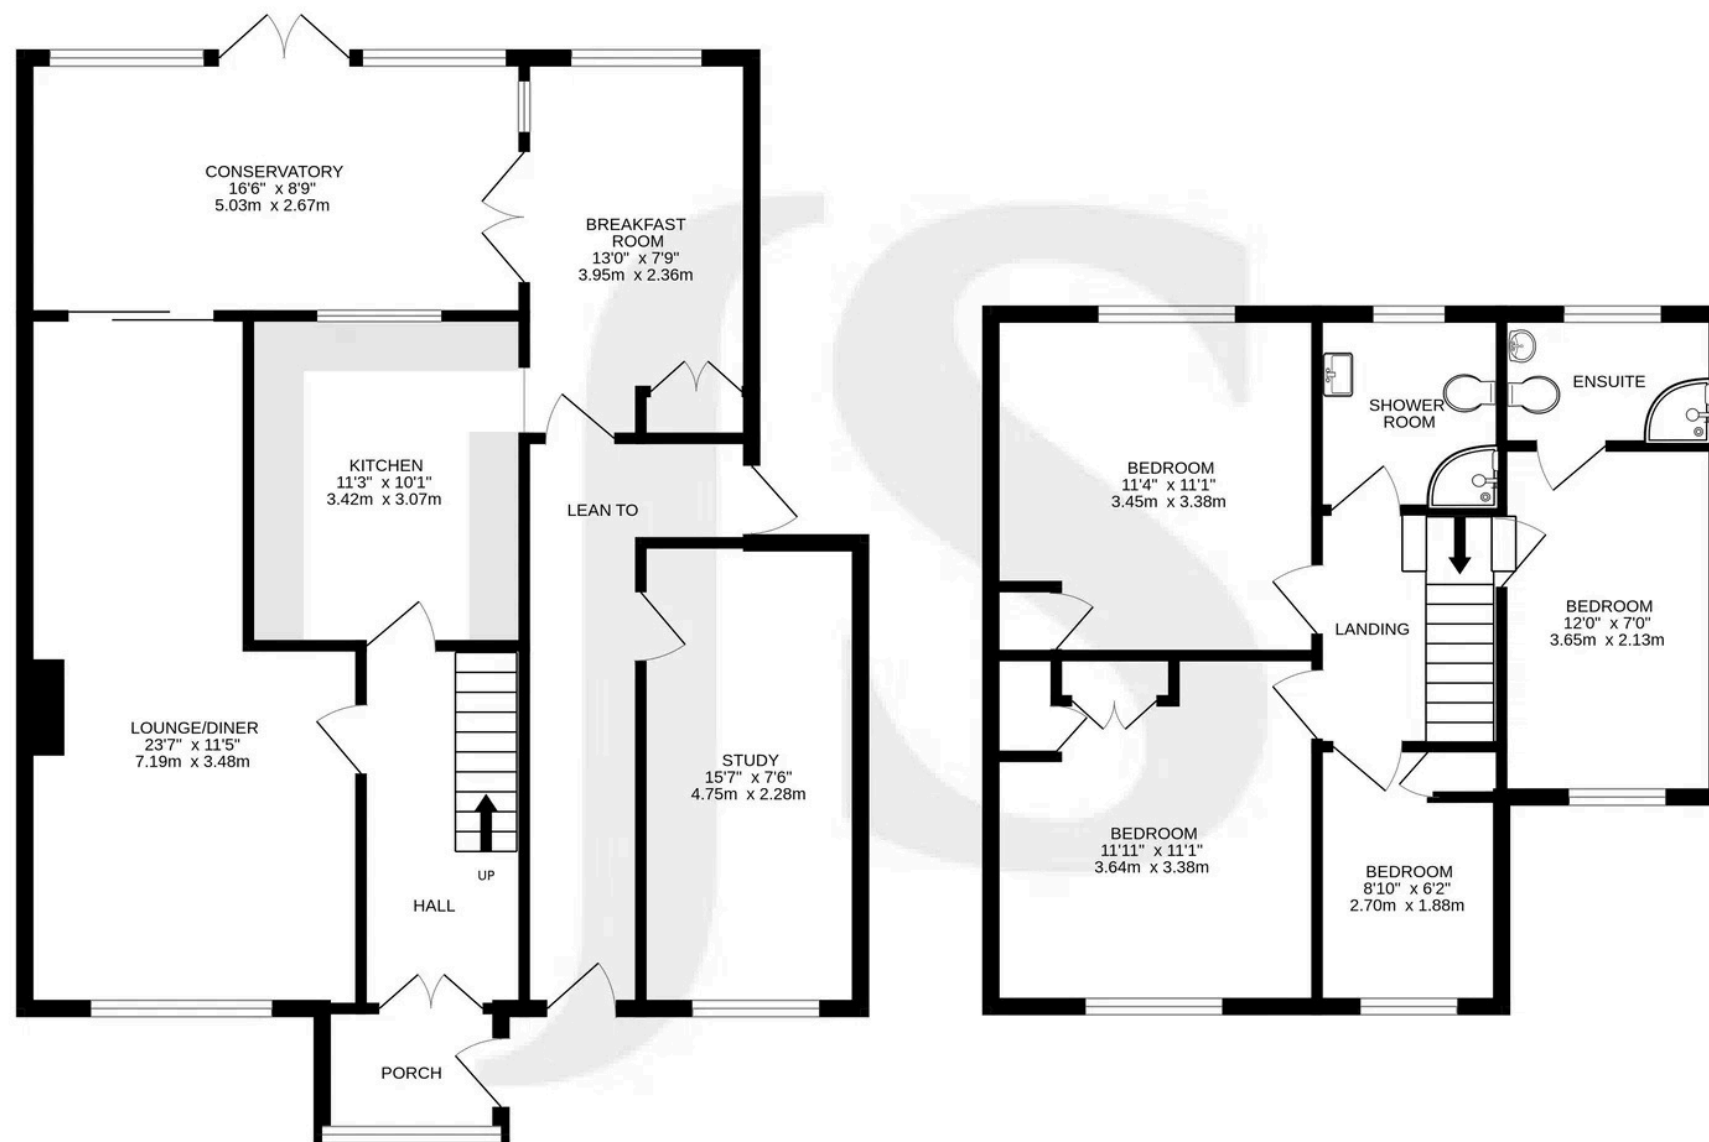 CONSERVATORY
16'6" x 8'9"
5.03m x 2.67m
BREAKFAST
ROOM
13'0" x 7'9"
3.95m x 2.36m
KITCHEN
11'3" x 10'1"
3.42m x 3.07m
LEAN TO
LOUNGE/DINER
23'7" x 11'5"
7.19m x 3.48m
STUDY
15'7" x 7'6"
4.75m x 2.28m
UP
HALL
PORCH
BEDROOM
11'4" x 11'1"
3.45m x 3.38m
SHOWER
ROOM
ENSUITE
LANDING
BEDROOM
12'0" x 7'0"
3.65m x 2.13m
BEDROOM
11'11" x 11'1"
3.64m x 3.38m
BEDROOM
8'10" x 6'2"
2.70m x 1.88m
JS